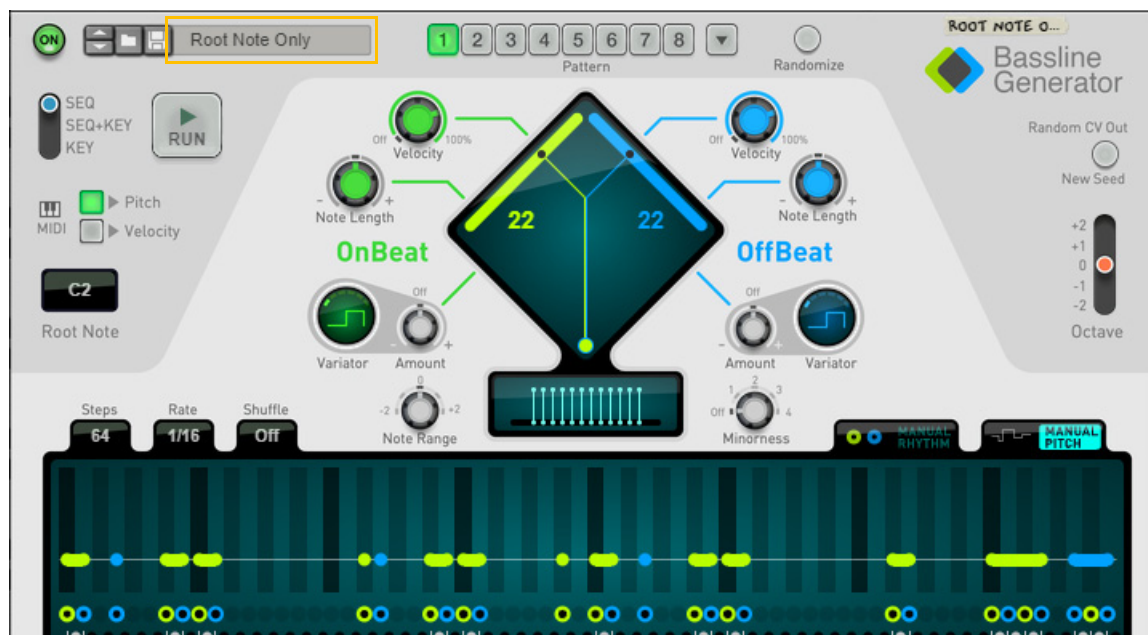 ON
Root Note Only
1 2 3 4 5 6 7 8
Pattern
Randomize
ROOT NOTE O...
Bassline
Generator
SEQ
SEQ+KEY
KEY
RUN
Off
100%
Velocity
Off
100%
Velocity
Random CV Out
New Seed
- +
Note Length
- +
Note Length
MIDI
Pitch
Velocity
22
22
OnBeat
OffBeat
+2
+1
0
-1
-2
Octave
C2
Root Note
Off
- +
Variator
Amount
Off
- +
Amount
Variator
0
-2
+2
Note Range
Off
1
2
3
4
Minorness
Steps
64
Rate
1/16
Shuffle
Off
MANUAL
RHYTHM
MANUAL
PITCH